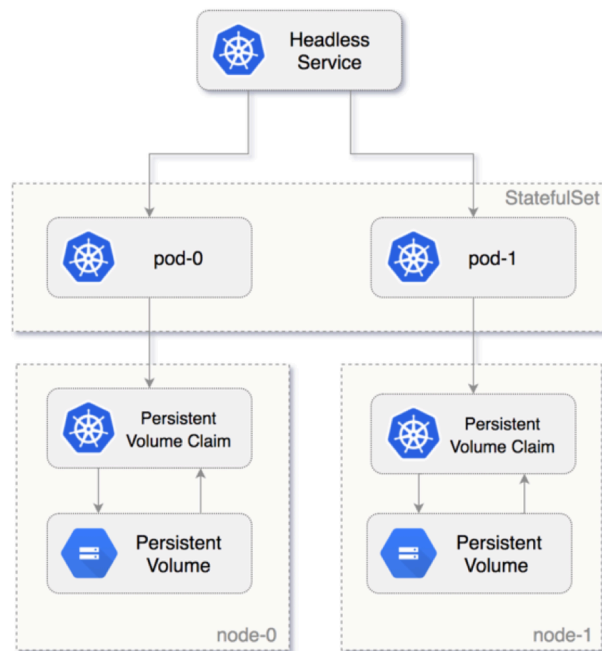 Headless
Service
StatefulSet
pod-0
pod-1
Persistent
Volume Claim
Persistent
Volume Claim
Persistent
Volume
Persistent
Volume
node-0
node-1